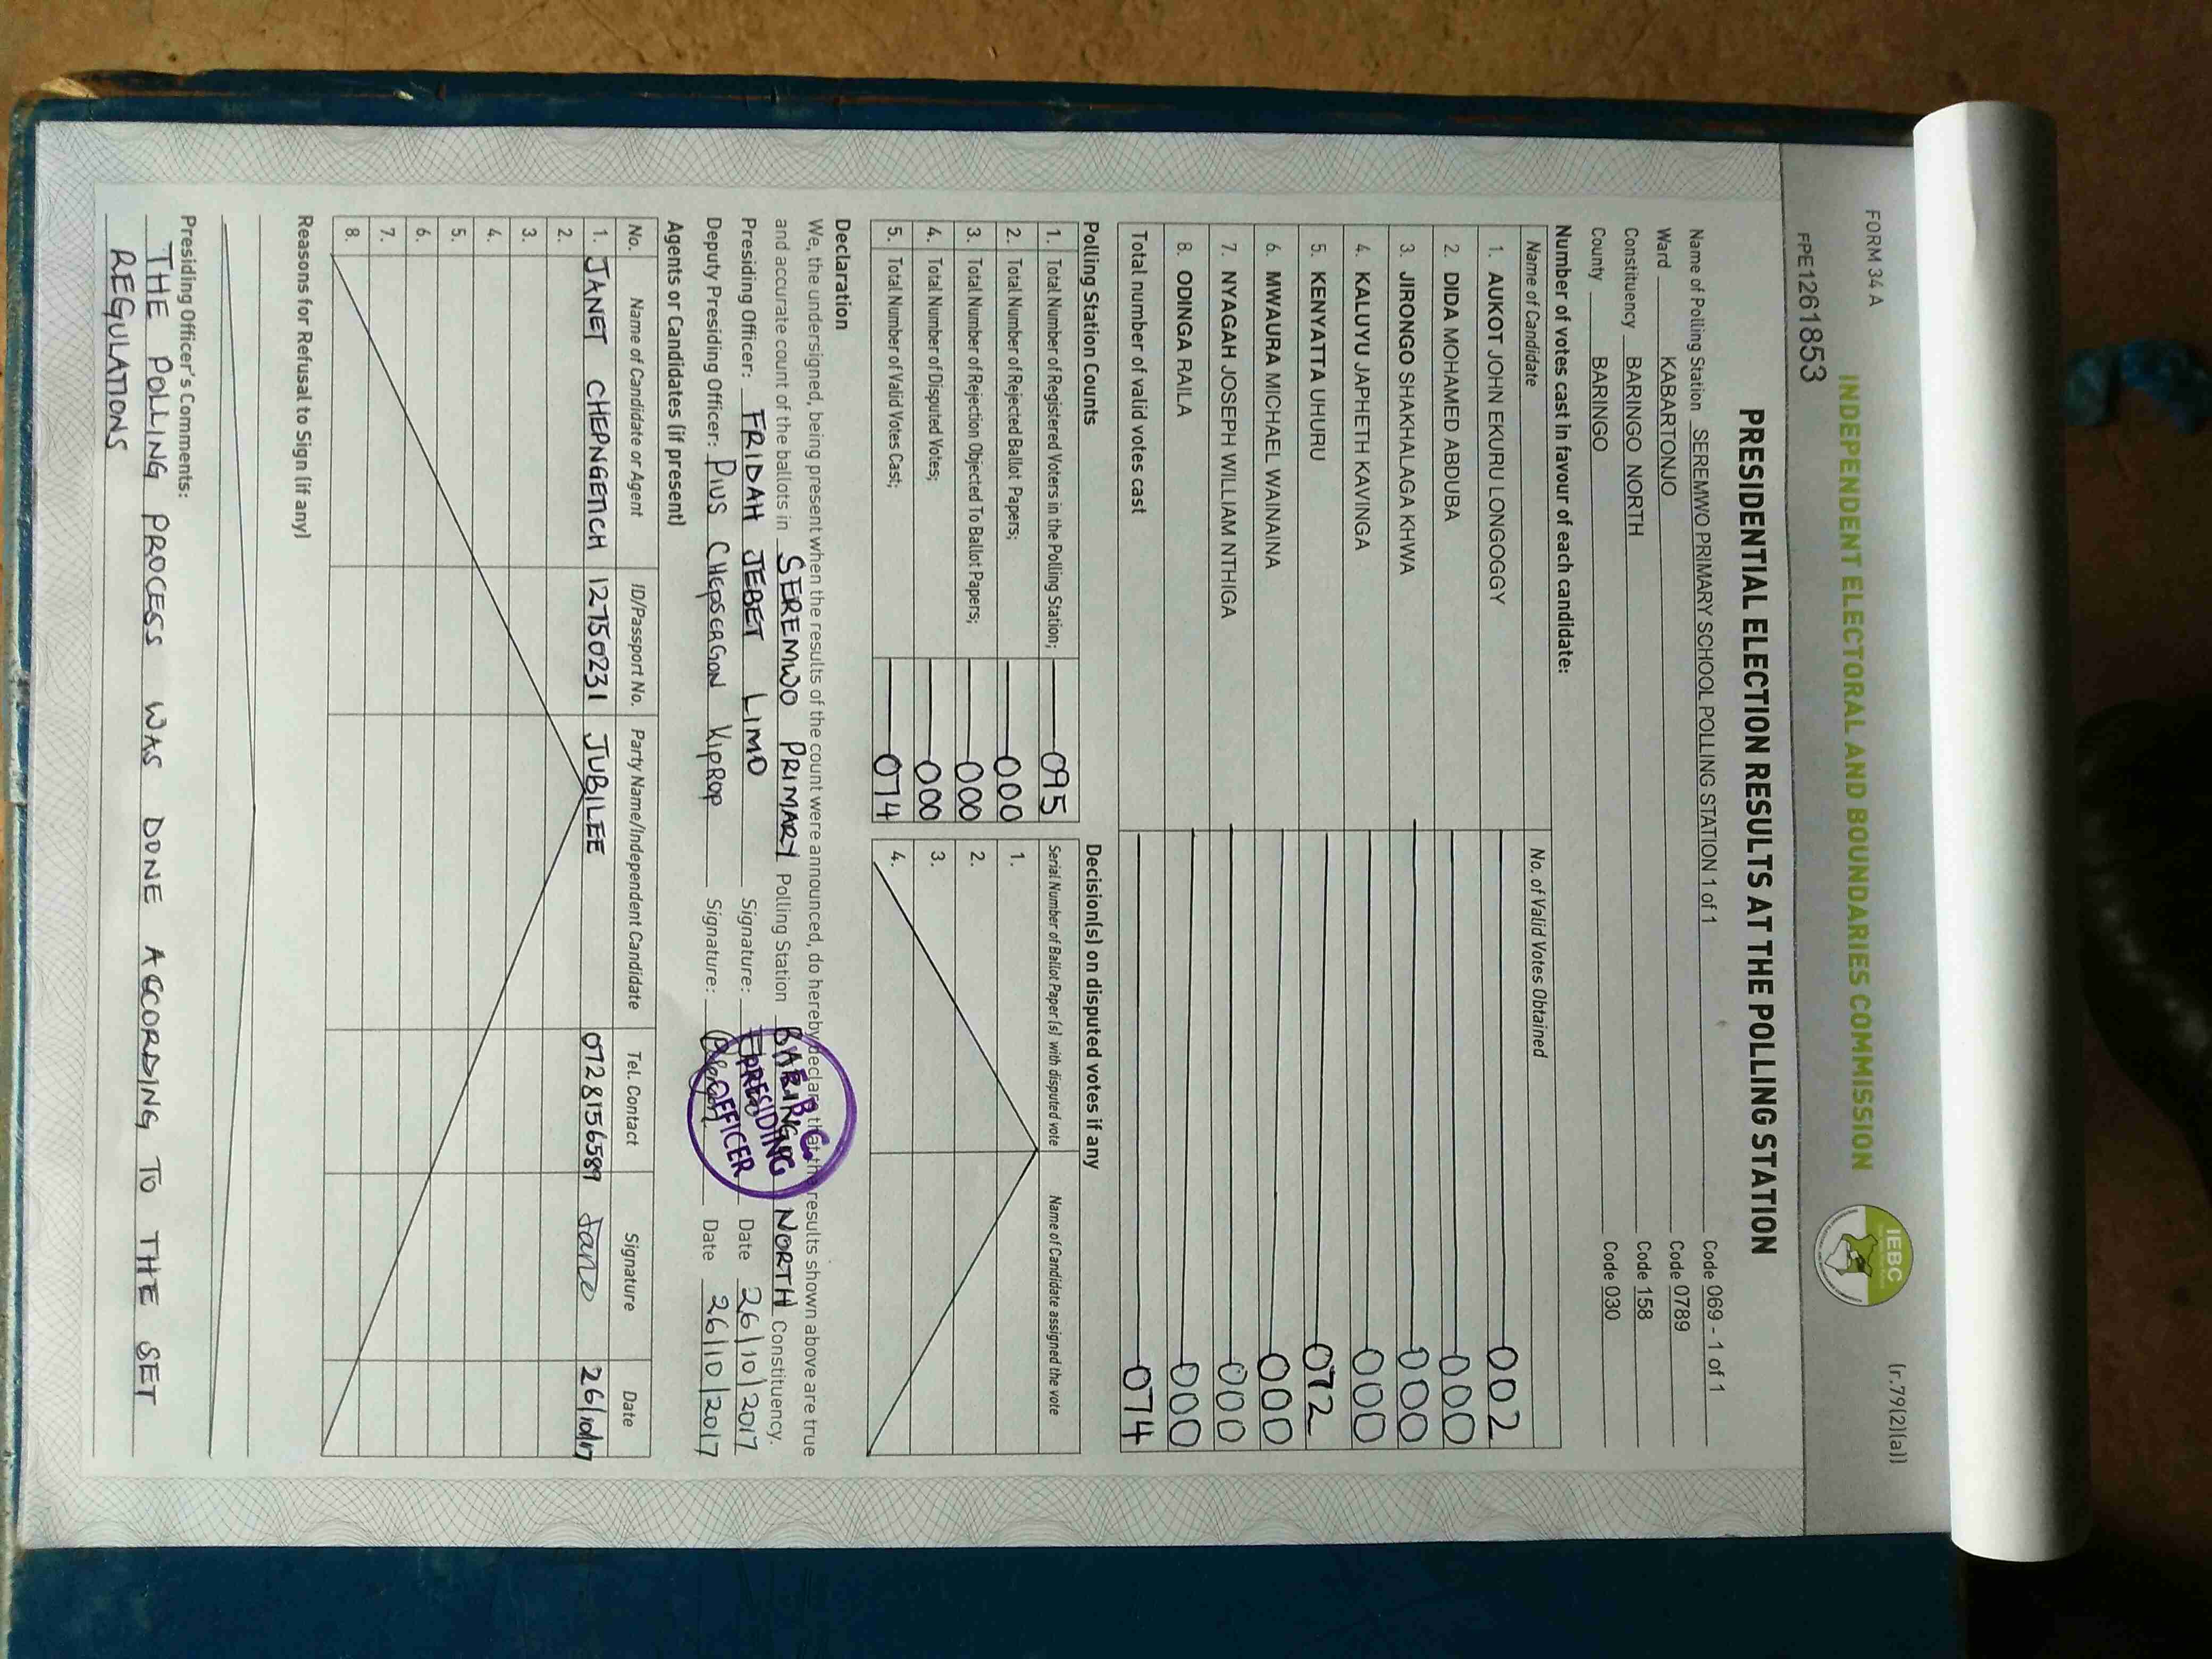 FORM 34 A
(r.79(2)(a))
INDEPENDENT ELECTORAL AND BOUNDARIES COMMISSION
IEBC
FPE1261853
PRESIDENTIAL ELECTION RESULTS AT THE POLLING STATION
Name of Polling Station SEREMWO PRIMARY SCHOOL POLLING STATION 1 of 1 Code 069 - 1 of 1
Ward KABARTONJO Code 0789
Constituency BARINGO NORTH Code 158
County BARINGO Code 030
Number of votes cast in favour of each candidate:
Name of Candidate No. of Valid Votes Obtained
1. AUKOT JOHN EKURU LONGOGGY 002
2. DIDA MOHAMED ABDUBA 000
3. JIRONGO SHAKHALAGA KHWA 000
4. KALUYU JAPHETH KAVINGA 000
5. KENYATTA UHURU 072
6. MWAURA MICHAEL WAINAINA 000
7. NYAGAH JOSEPH WILLIAM NTHIGA 000
8. ODINGA RAILA 000
Total number of valid votes cast 074
Polling Station Counts Decision(s) on disputed votes if any
1. Total Number of Registered Voters in the Polling Station; 095 Serial Number of Ballot Paper (s) with disputed vote Name of Candidate assigned the vote
2. Total Number of Rejected Ballot Papers; 000 1.
3. Total Number of Rejection Objected To Ballot Papers; 000 2.
4. Total Number of Disputed Votes; 000 3.
5. Total Number of Valid Votes Cast; 074 4.
Declaration
We, the undersigned, being present when the results of the count were announced, do hereby declare that the results shown above are true
and accurate count of the ballots in SEREMWO PRIMARY Polling Station BARINGO NORTH Constituency.
Presiding Officer: FRIDAH JEBET LIMO Signature: Date 26/10/2017
Deputy Presiding Officer: PIUS CHEPSERGON KIPROP Signature: Date 26/10/2017
PRESIDING
OFFICER
Agents or Candidates (if present)
No. Name of Candidate or Agent ID/Passport No. Party Name/Independent Candidate Tel. Contact Signature Date
1. JANET CHEPNGETICH 12750231 JUBILEE 0728156589 Jane 26/10/17
2.
3.
4.
5.
6.
7.
8.
Reasons for Refusal to Sign (if any)
Presiding Officer's Comments:
THE POLLING PROCESS WAS DONE ACCORDING TO THE SET
REGULATIONS